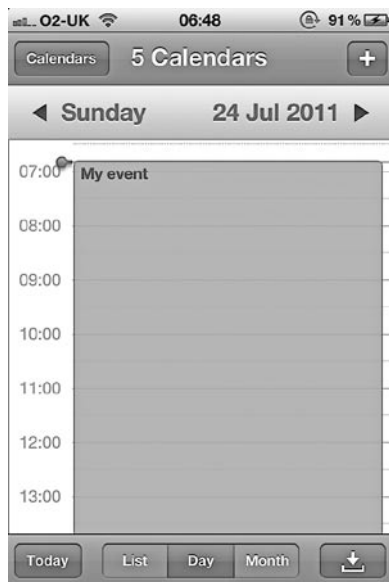 O2-UK 06:48 91%
Calendars 5 Calendars +
Sunday 24 Jul 2011
07:00 My event
08:00
09:00
10:00
11:00
12:00
13:00
Today List Day Month